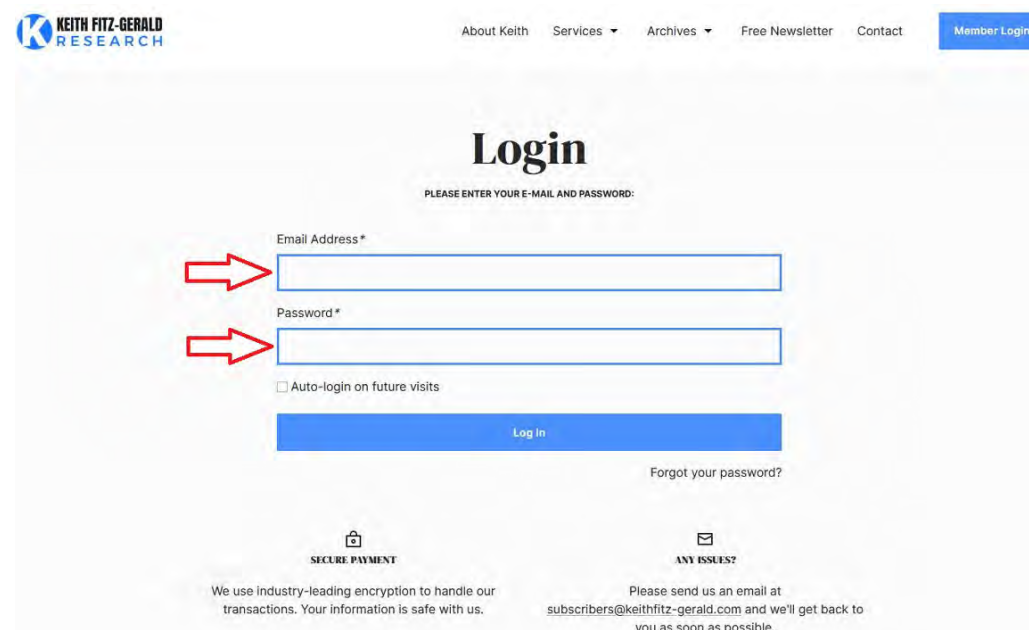 KEITH FITZ-GERALD
RESEARCH
About Keith Services Archives Free Newsletter Contact Member Login
Login
PLEASE ENTER YOUR E-MAIL AND PASSWORD:
Email Address*
Password*
Auto-login on future visits
Log In
Forgot your password?
SECURE PAYMENT
We use industry-leading encryption to handle our
transactions. Your information is safe with us.
ANY ISSUES?
Please send us an email at
subscribers@keithfitz-gerald.com and we'll get back to
you as soon as possible